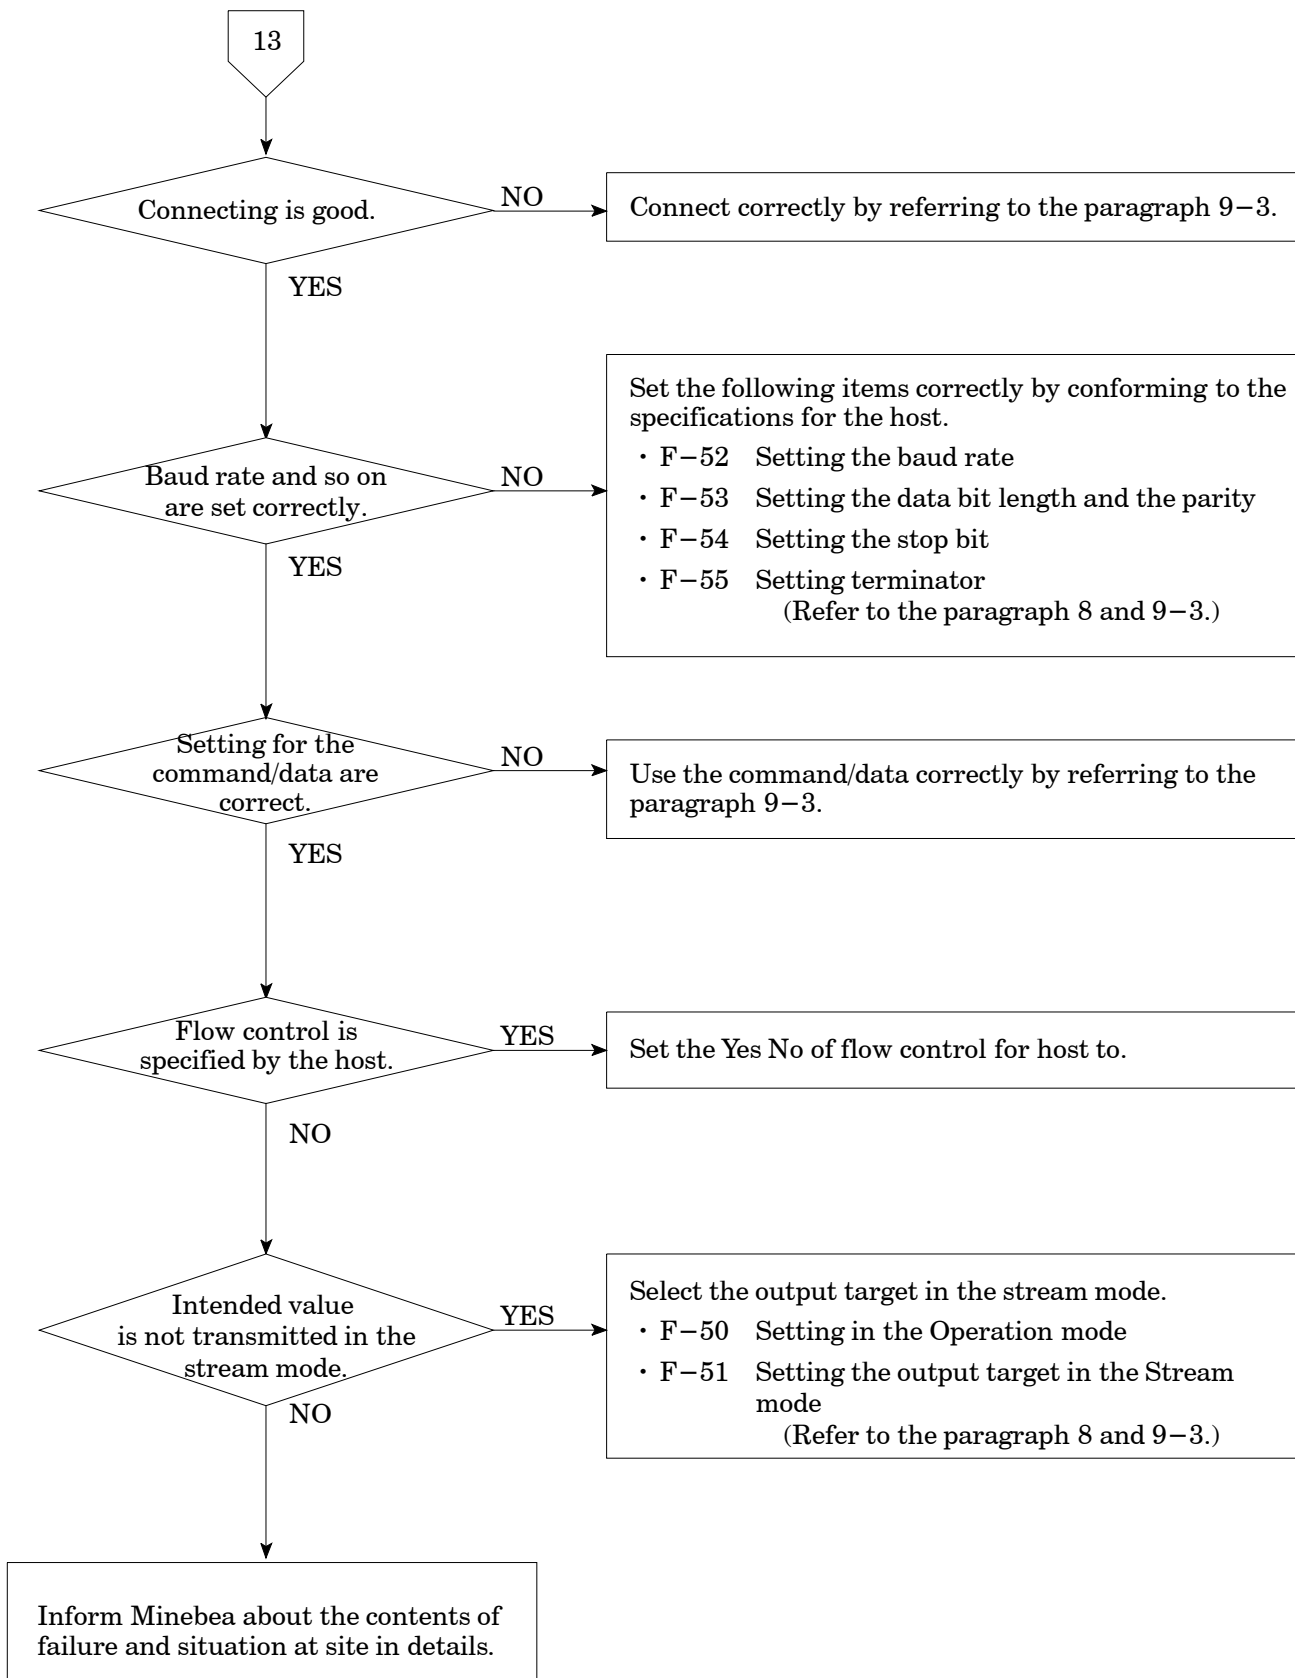 13
Connecting is good.
NO
Connect correctly by referring to the paragraph 9−3.
YES
Set the following items correctly by conforming to the
specifications for the host.
・ F−52 Setting the baud rate
・ F−53 Setting the data bit length and the parity
・ F−54 Setting the stop bit
・ F−55 Setting terminator
(Refer to the paragraph 8 and 9−3.)
Baud rate and so on
are set correctly.
NO
YES
Setting for the
command/data are
correct.
NO
Use the command/data correctly by referring to the
paragraph 9−3.
YES
Flow control is
specified by the host.
YES
Set the Yes No of flow control for host to.
NO
Intended value
is not transmitted in the
stream mode.
YES
Select the output target in the stream mode.
・ F−50 Setting in the Operation mode
・ F−51 Setting the output target in the Stream
mode
(Refer to the paragraph 8 and 9−3.)
NO
Inform Minebea about the contents of
failure and situation at site in details.